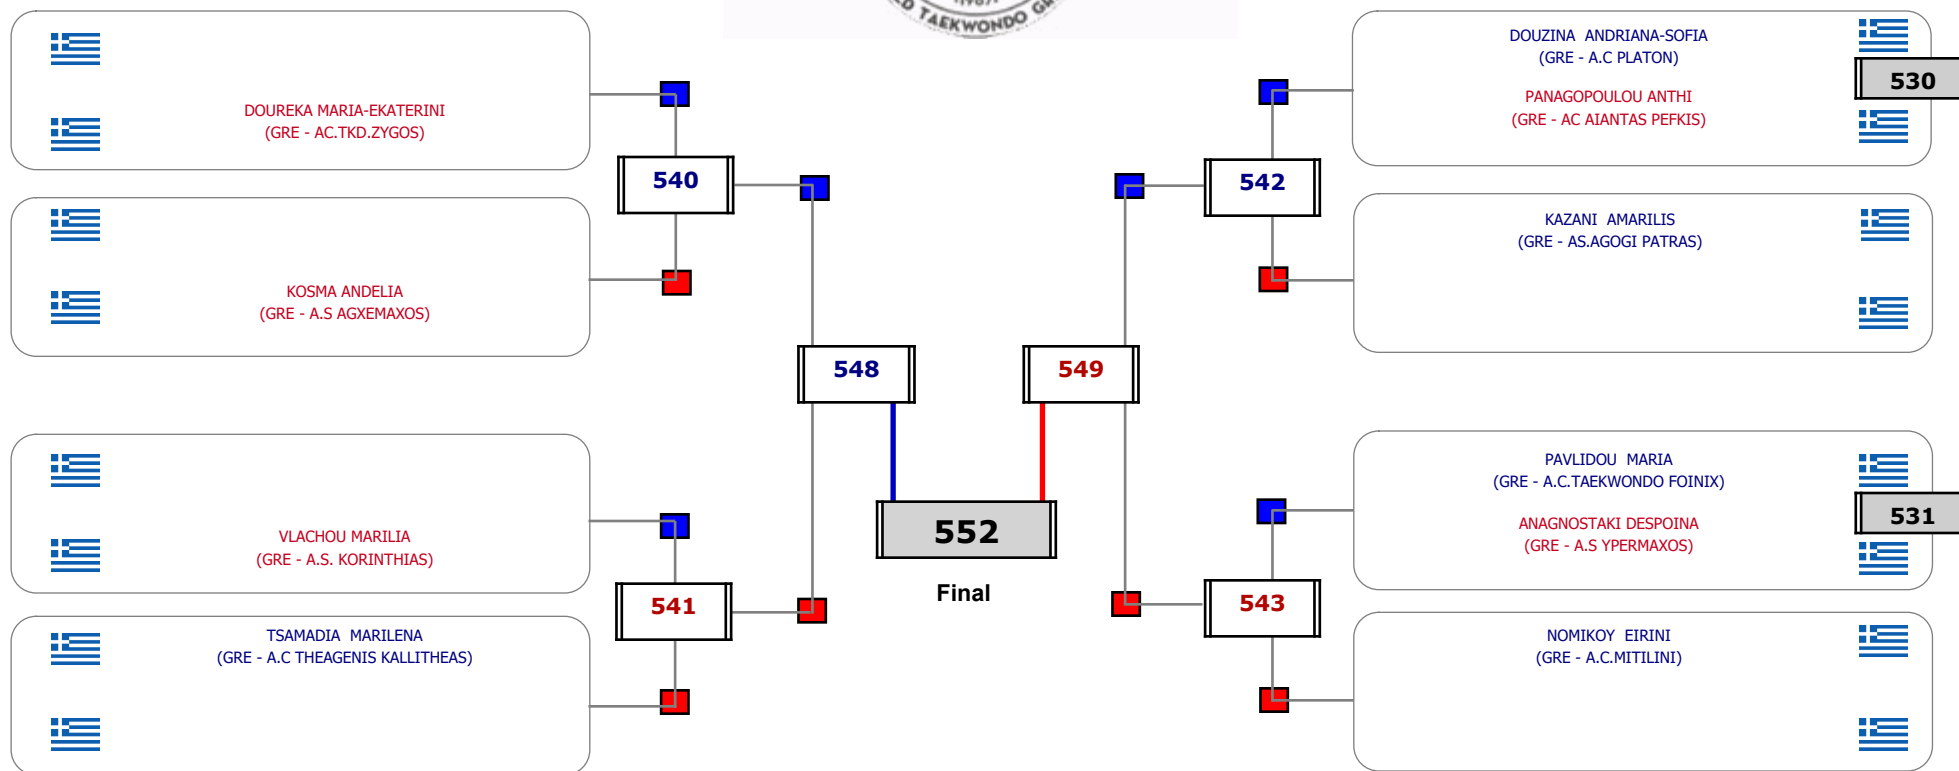 TAEKWONDO
DOUREKA MARIA-EKATERINI
(GRE - AC.TKD.ZYGOS)
540
KOSMA ANDELIA
(GRE - A.S AGXEMAXOS)
548
VLACHOU MARILIA
(GRE - A.S. KORINTHIAS)
541
TSAMADIA MARILENA
(GRE - A.C THEAGENIS KALLITHEAS)
552
Final
DOUZINA ANDRIANA-SOFIA
(GRE - A.C PLATON)
530
PANAGOPOULOU ANTHI
(GRE - AC AIANTAS PEFKIS)
542
KAZANI AMARILIS
(GRE - AS.AGOGI PATRAS)
549
PAVLIDOU MARIA
(GRE - A.C.TAEKWONDO FOINIX)
531
ANAGNOSTAKI DESPOINA
(GRE - A.S YPERMAXOS)
543
NOMIKOY EIRINI
(GRE - A.C.MITILINI)